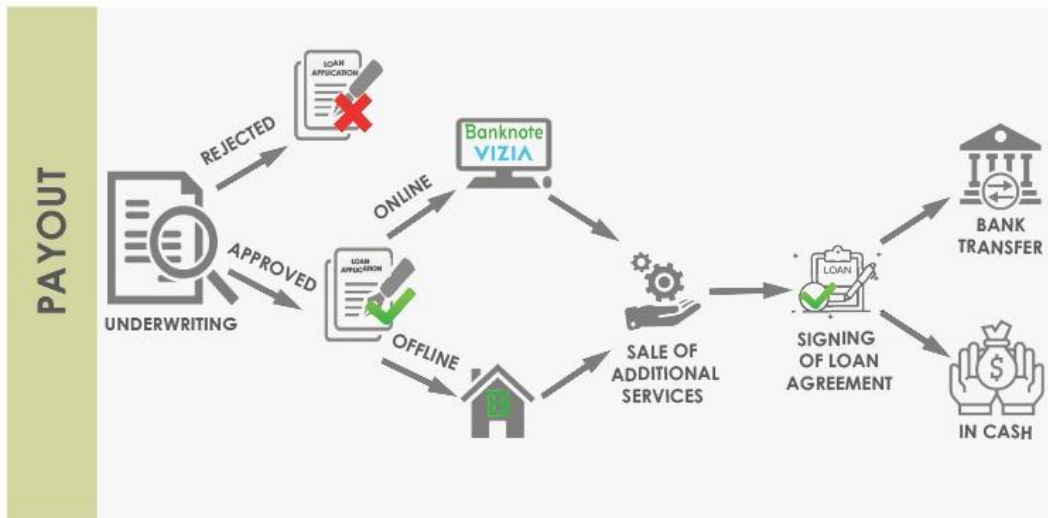 PAYOUT
UNDERWRITING
REJECTED
LOAN
APPLICATION
APPROVED
LOAN
APPLICATION
ONLINE
Banknote
VIZIA
OFFLINE
SALE OF
ADDITIONAL
SERVICES
LOAN
SIGNING
OF LOAN
AGREEMENT
BANK
TRANSFER
$
IN CASH